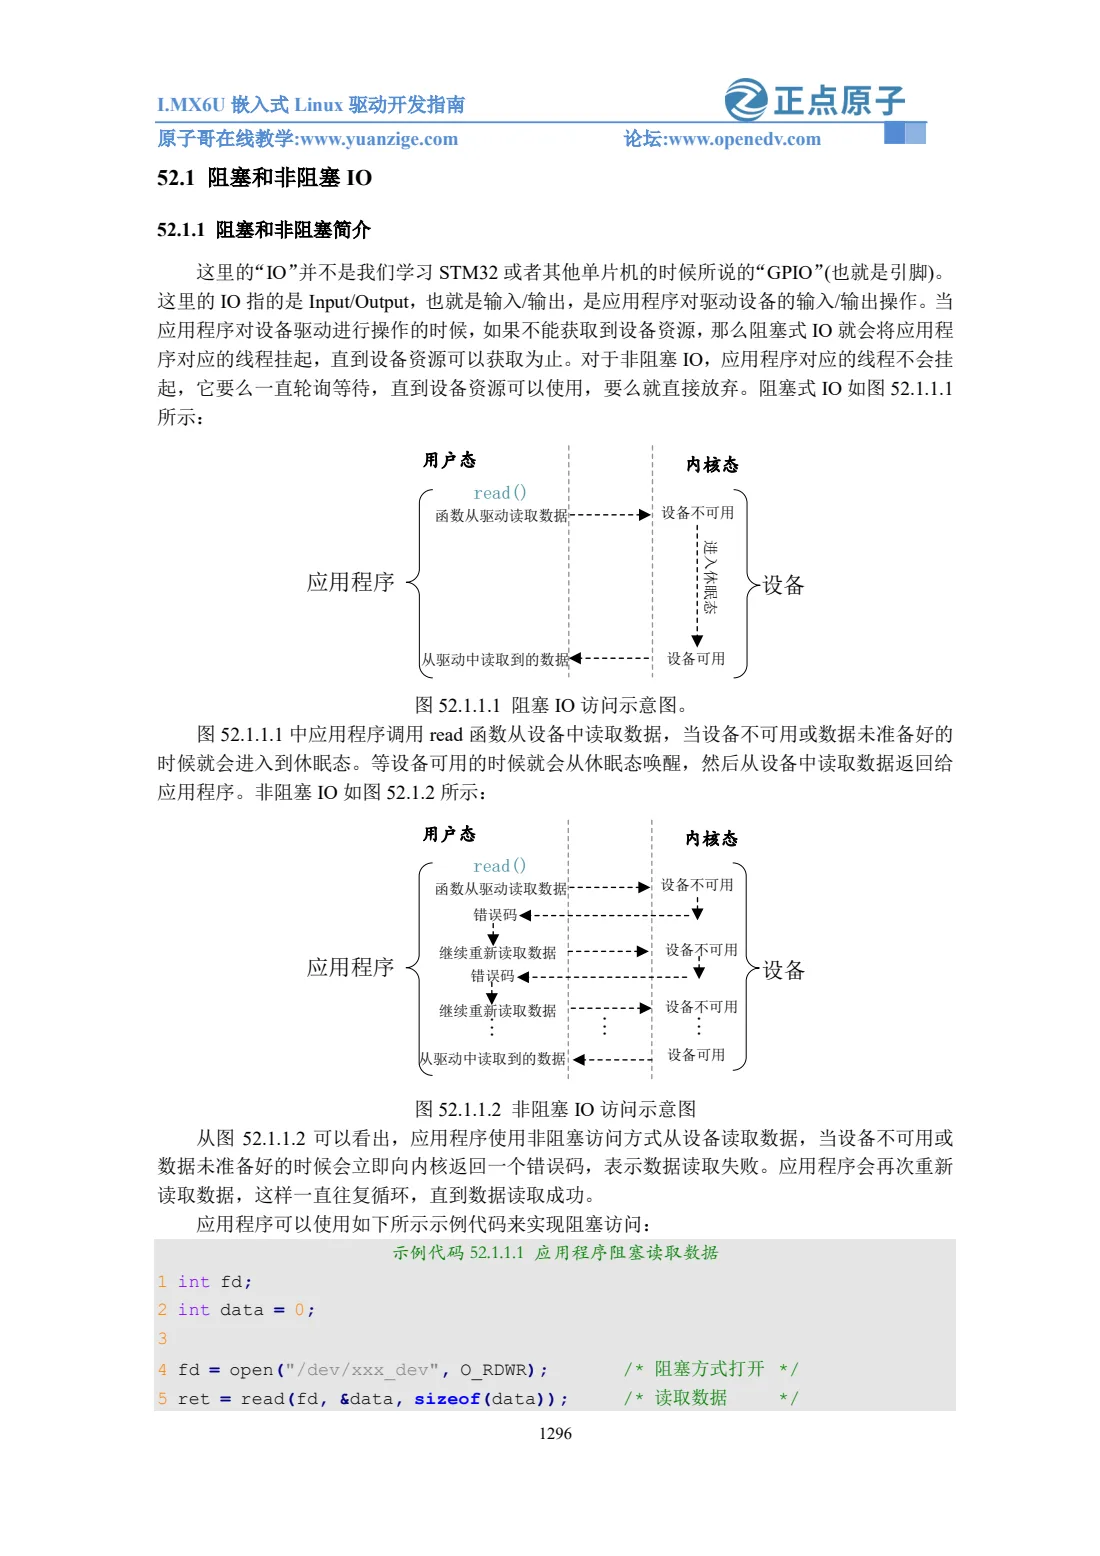 I.MX6U 嵌入式 Linux 驱动开发指南
正点原子
原子哥在线教学:www.yuanzige.com 论坛:www.openedv.com
52.1 阻塞和非阻塞 IO
52.1.1 阻塞和非阻塞简介
这里的“IO”并不是我们学习 STM32 或者其他单片机的时候所说的“GPIO”(也就是引脚)。
这里的 IO 指的是 Input/Output，也就是输入/输出，是应用程序对驱动设备的输入/输出操作。当
应用程序对设备驱动进行操作的时候，如果不能获取到设备资源，那么阻塞式 IO 就会将应用程
序对应的线程挂起，直到设备资源可以获取为止。对于非阻塞 IO，应用程序对应的线程不会挂
起，它要么一直轮询等待，直到设备资源可以使用，要么就直接放弃。阻塞式 IO 如图 52.1.1.1
所示：
用户态 内核态
read()
函数从驱动读取数据 设备不可用
进入休眠态
应用程序 设备
从驱动中读取到的数据 设备可用
图 52.1.1.1 阻塞 IO 访问示意图。
图 52.1.1.1 中应用程序调用 read 函数从设备中读取数据，当设备不可用或数据未准备好的
时候就会进入到休眠态。等设备可用的时候就会从休眠态唤醒，然后从设备中读取数据返回给
应用程序。非阻塞 IO 如图 52.1.2 所示：
用户态 内核态
read()
函数从驱动读取数据 设备不可用
错误码
继续重新读取数据 设备不可用
应用程序 设备
错误码
继续重新读取数据 设备不可用
⋮ ⋮ ⋮
从驱动中读取到的数据 设备可用
图 52.1.1.2 非阻塞 IO 访问示意图
从图 52.1.1.2 可以看出，应用程序使用非阻塞访问方式从设备读取数据，当设备不可用或
数据未准备好的时候会立即向内核返回一个错误码，表示数据读取失败。应用程序会再次重新
读取数据，这样一直往复循环，直到数据读取成功。
应用程序可以使用如下所示示例代码来实现阻塞访问：
示例代码 52.1.1.1 应用程序阻塞读取数据
1 int fd;
2 int data = 0;
3
4 fd = open("/dev/xxx_dev", O_RDWR); /* 阻塞方式打开 */
5 ret = read(fd, &data, sizeof(data)); /* 读取数据 */
1296